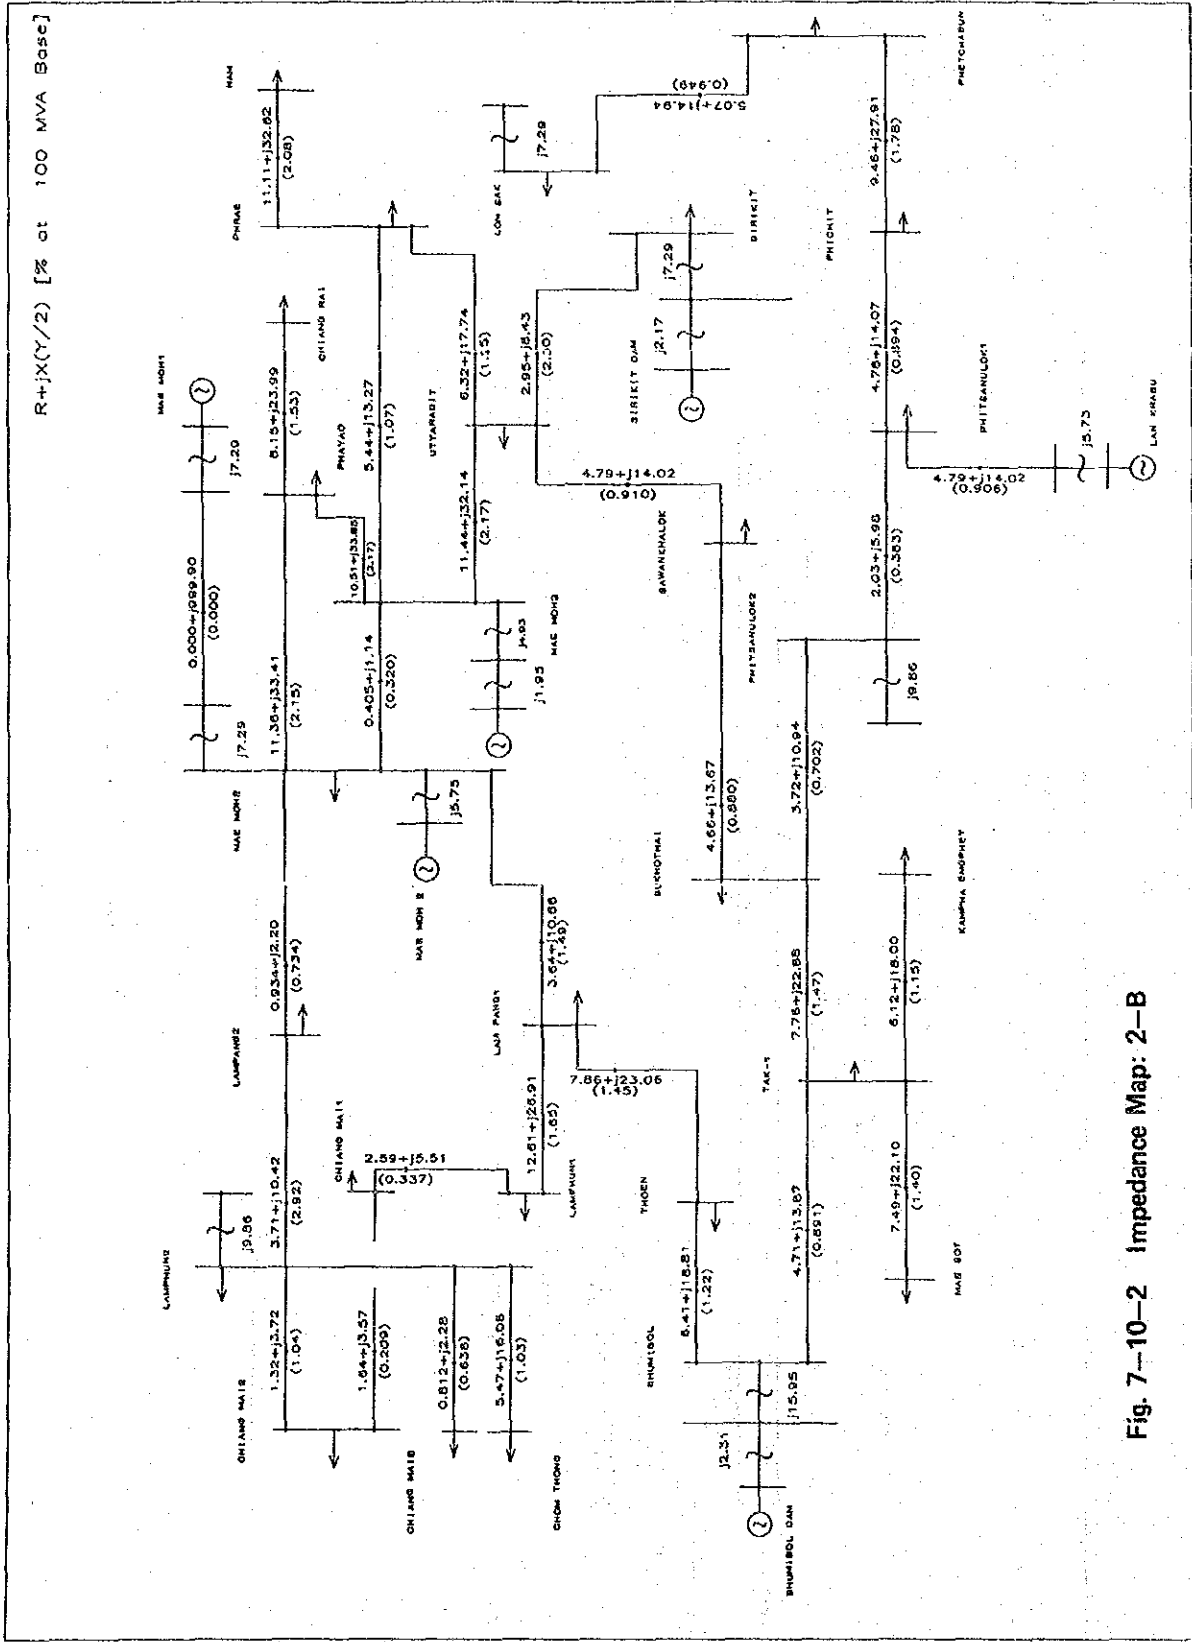 R+jX(Y/2) [% at 100 MVA Base]
MAE MOH1
j7.29
0.000+j999.90
(0.000)
j7.29
MAE MOH2
CHIANG RAI
8.15+j23.99
(1.53)
PHAYAO
11.36+j33.41
(2.15)
0.934+j2.20
(0.734)
LAMPANG2
3.71+j10.42
(2.92)
j9.86
LAMPHUN2
1.32+j3.72
(1.04)
CHIANG MAI2
NAN
11.11+j32.62
(2.08)
PHRAE
5.44+j13.27
(1.07)
10.51+j33.85
(2.17)
0.405+j1.14
(0.320)
CHIANG MAI1
2.59+j5.51
(0.337)
1.64+j3.57
(0.209)
CHIANG MAI3
0.812+j2.28
(0.638)
5.47+j16.08
(1.03)
CHOM THONG
6.32+j17.74
(1.15)
UTTARADIT
11.44+j32.14
(2.17)
j4.93
j1.95
MAE MOH3
j5.75
MAE MOH 2
3.64+j10.66
(1.49)
LAM PANG1
12.61+j26.91
(1.65)
LAMPHUN1
7.86+j23.06
(1.45)
THOEN
6.41+j18.81
(1.22)
BHUMIBOL
LOM SAK
j7.29
5.07+j14.94
(0.949)
2.95+j8.43
(2.30)
SIRIKIT
j7.29
j2.17
SIRIKIT DAM
4.79+j14.02
(0.910)
SAWANKHALOK
PHITSANULOK2
4.66+j13.67
(0.880)
SUKHOTHAI
PHETCHABUN
9.46+j27.91
(1.78)
PHICHIT
4.78+j14.07
(0.894)
PHITSANULOK1
4.79+j14.02
(0.906)
j5.73
LAN KRABU
2.03+j5.98
(0.383)
j9.86
3.72+j10.94
(0.702)
7.78+j22.88
(1.47)
TAK-1
4.71+j13.87
(0.891)
j15.95
j2.31
BHUMIBOL DAM
KAMPHA ENGPHET
6.12+j18.00
(1.15)
7.49+j22.10
(1.40)
MAE SOT
Fig. 7—10—2 Impedance Map: 2—B